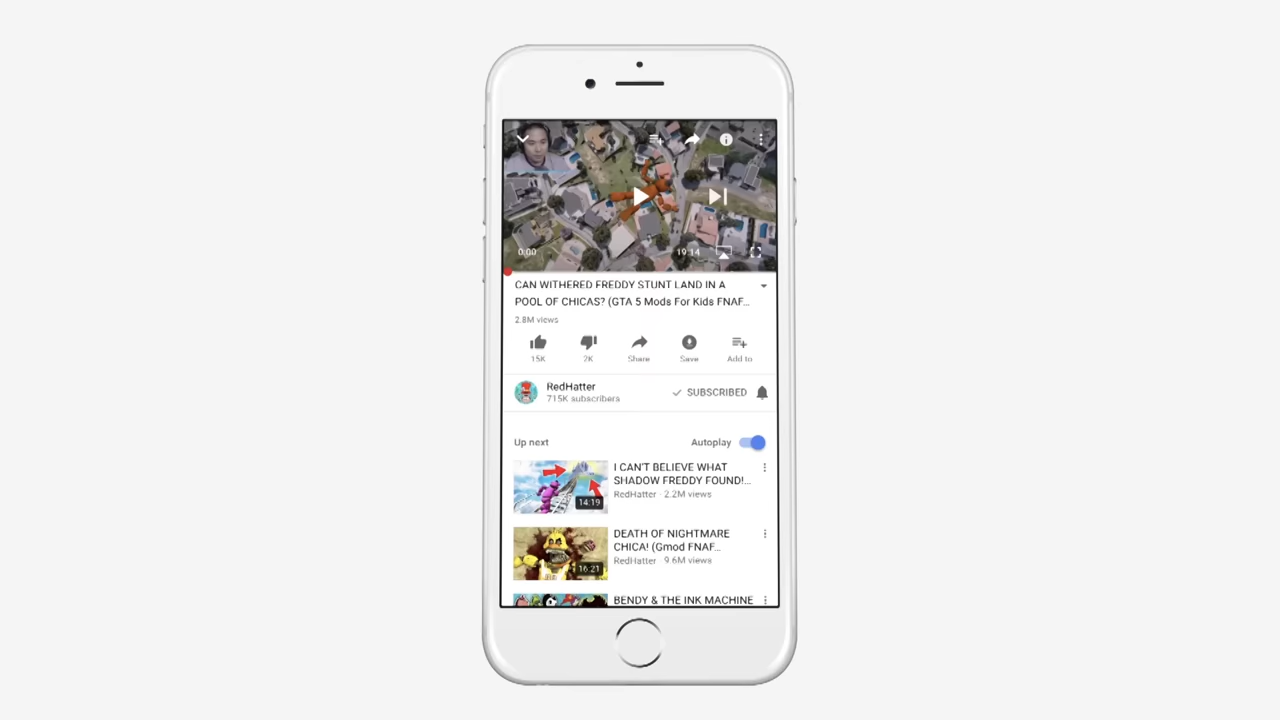 0:00
19:14
CAN WITHERED FREDDY STUNT LAND IN A
POOL OF CHICAS? (GTA 5 Mods For Kids FNAF...
2.8M views
15K
2K
Share
Save
Add to
RedHatter
715K subscribers
SUBSCRIBED
Up next
Autoplay
I CAN'T BELIEVE WHAT
SHADOW FREDDY FOUND!...
RedHatter · 2.2M views
14:19
DEATH OF NIGHTMARE
CHICA! (Gmod FNAF...
RedHatter · 9.6M views
16:21
BENDY & THE INK MACHINE